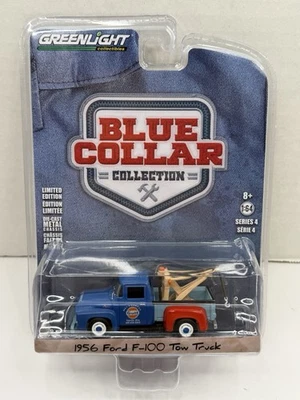 GREENLIGHT
collectibles
BLUE
COLLAR
COLLECTION
LIMITED
EDITION
ÉDITION
LIMITÉE
DIE-CAST
METAL
CHASSIS
8+
1:64
SERIES 4
SÉRIE 4
1956 Ford F-100 Tow Truck